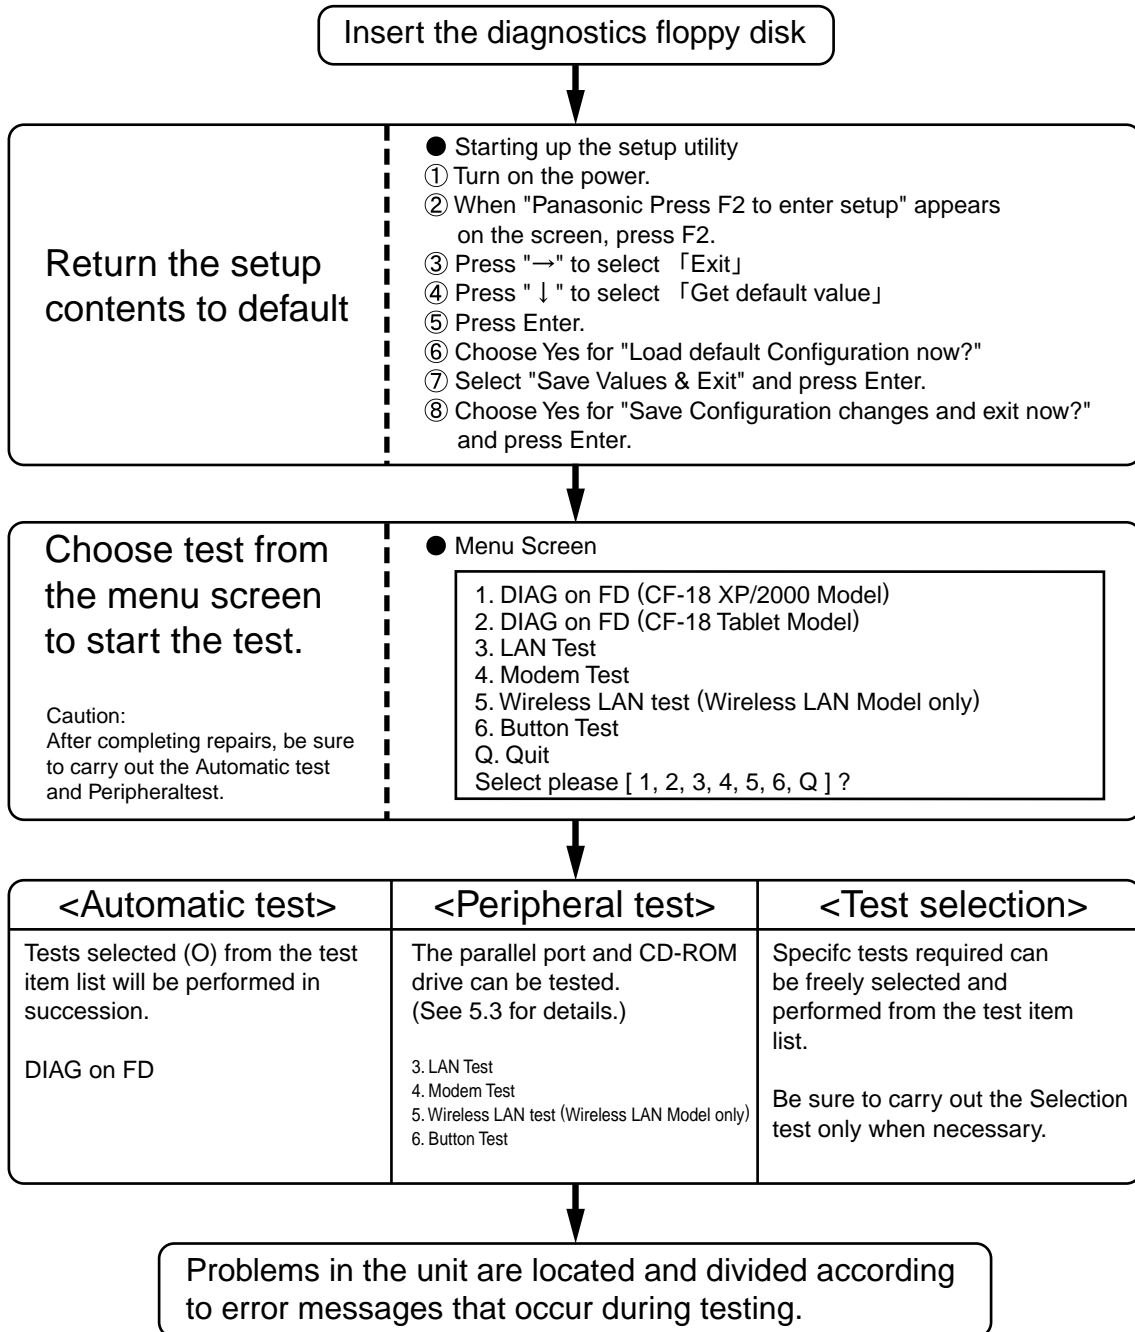 Insert the diagnostics floppy disk
Return the setup
contents to default
● Starting up the setup utility
① Turn on the power.
② When "Panasonic Press F2 to enter setup" appears
on the screen, press F2.
③ Press "→" to select 「Exit」
④ Press "↓" to select 「Get default value」
⑤ Press Enter.
⑥ Choose Yes for "Load default Configuration now?"
⑦ Select "Save Values & Exit" and press Enter.
⑧ Choose Yes for "Save Configuration changes and exit now?"
and press Enter.
Choose test from
the menu screen
to start the test.
Caution:
After completing repairs, be sure
to carry out the Automatic test
and Peripheraltest.
● Menu Screen
1. DIAG on FD (CF-18 XP/2000 Model)
2. DIAG on FD (CF-18 Tablet Model)
3. LAN Test
4. Modem Test
5. Wireless LAN test (Wireless LAN Model only)
6. Button Test
Q. Quit
Select please [ 1, 2, 3, 4, 5, 6, Q ] ?
<Automatic test>
Tests selected (O) from the test
item list will be performed in
succession.
DIAG on FD
<Peripheral test>
The parallel port and CD-ROM
drive can be tested.
(See 5.3 for details.)
3. LAN Test
4. Modem Test
5. Wireless LAN test (Wireless LAN Model only)
6. Button Test
<Test selection>
Specifc tests required can
be freely selected and
performed from the test item
list.
Be sure to carry out the Selection
test only when necessary.
Problems in the unit are located and divided according
to error messages that occur during testing.